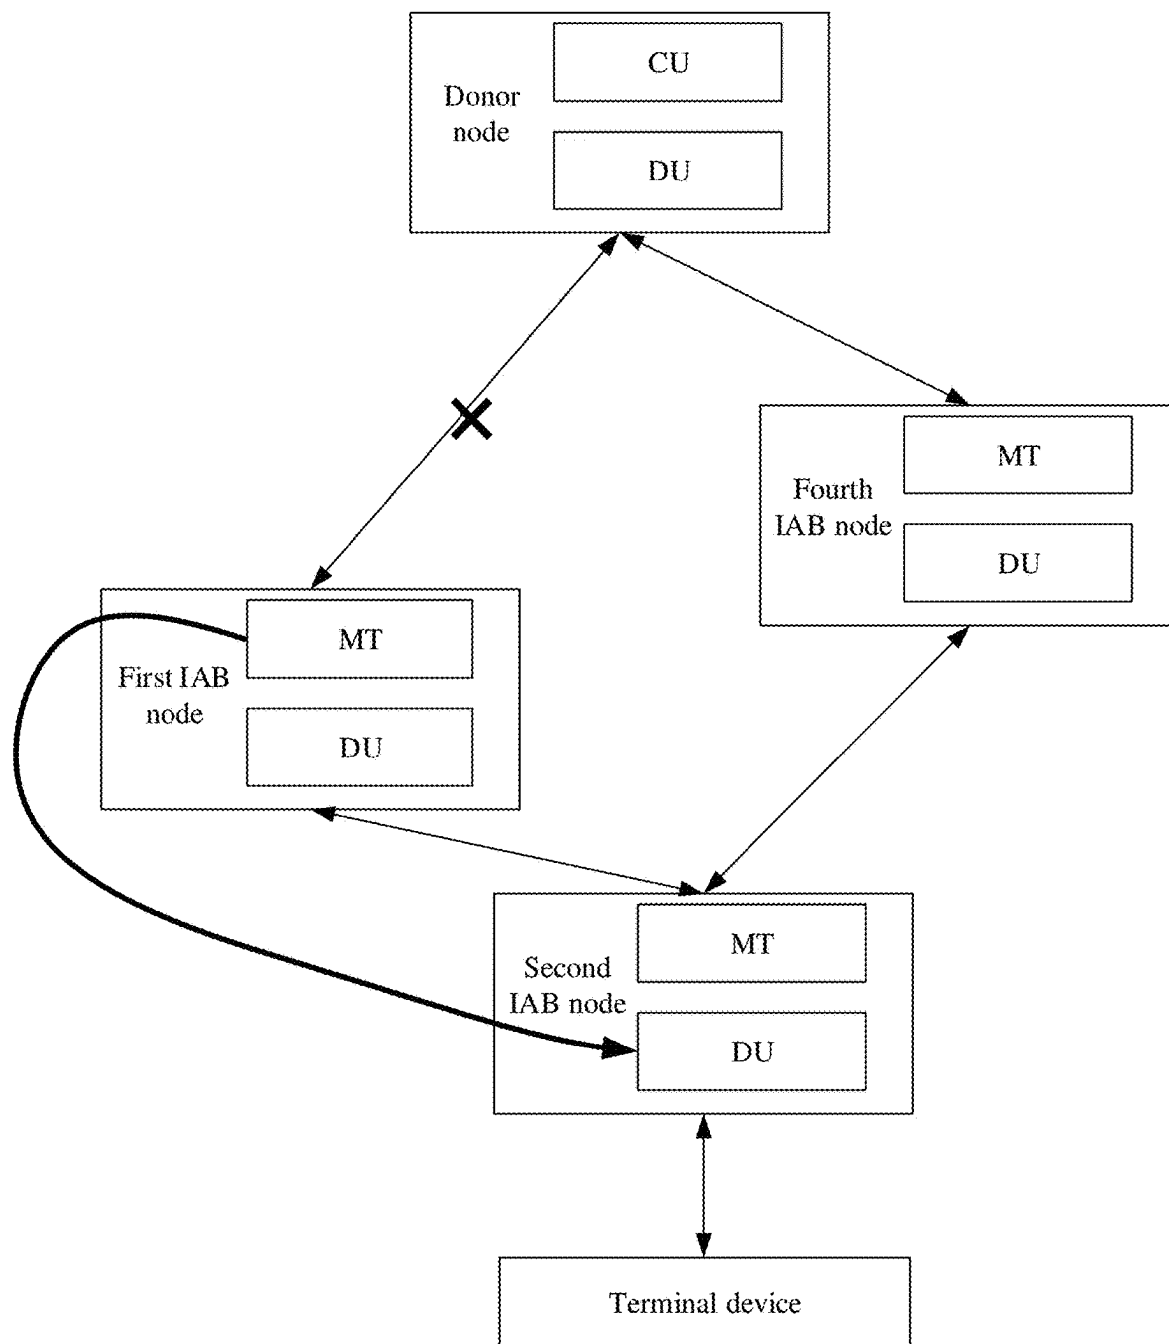 CU
Donor
node
DU
MT
Fourth
IAB node
DU
MT
First IAB
node
DU
MT
Second
IAB node
DU
Terminal device